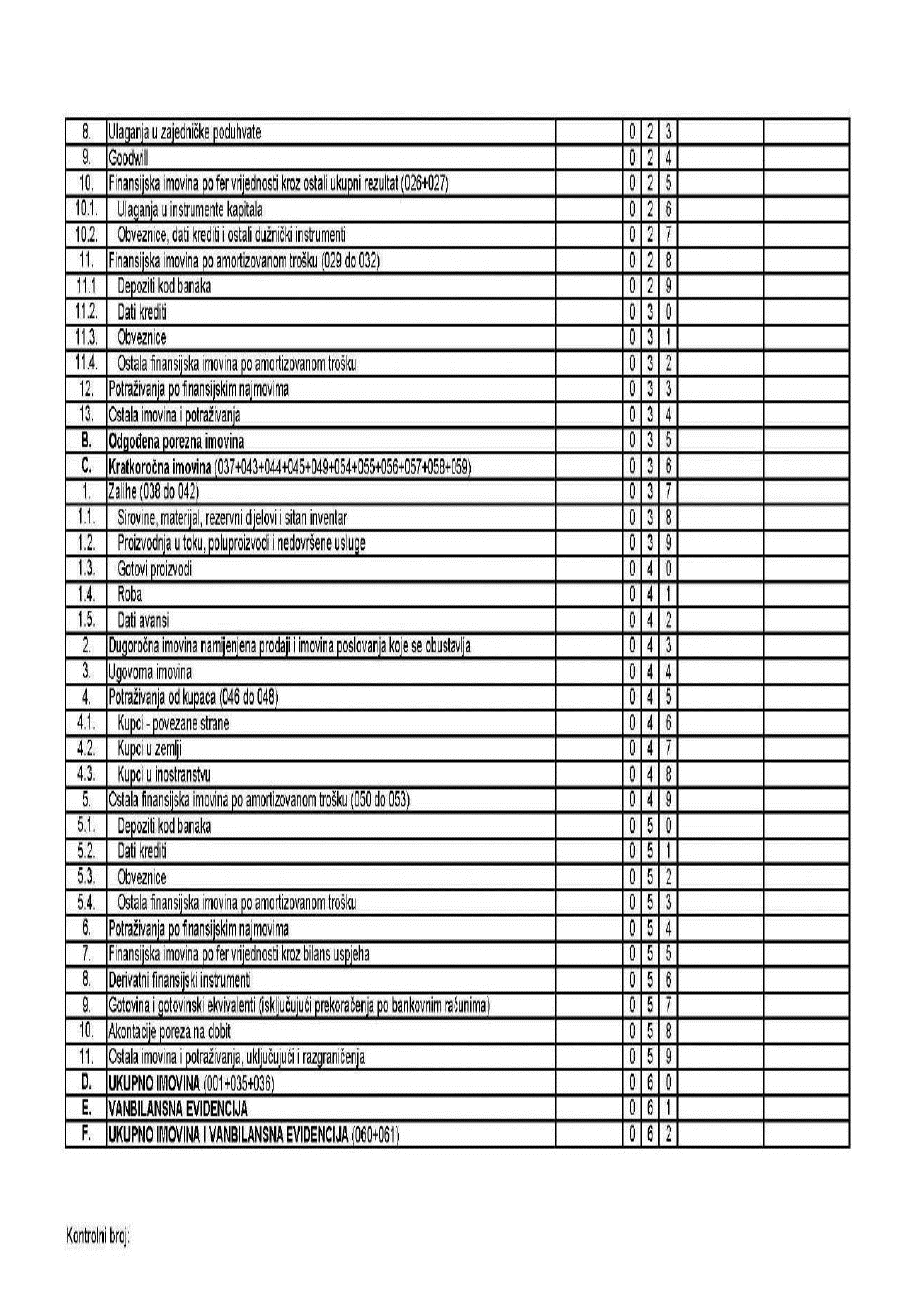 8. Ulaganja u zajedničke poduhvate 0 2 3
9. Goodwill 0 2 4
10. Finansijska imovina po fer vrijednosti kroz ostali ukupni rezultat (026+027) 0 2 5
10.1. Ulaganja u instrumente kapitala 0 2 6
10.2. Obveznice, dati krediti i ostali dužnički instrumenti 0 2 7
11. Finansijska imovina po amortizovanom trošku (029 do 032) 0 2 8
11.1 Depoziti kod banaka 0 2 9
11.2. Dati krediti 0 3 0
11.3. Obveznice 0 3 1
11.4. Ostala finansijska imovina po amortizovanom trošku 0 3 2
12. Potraživanja po finansijskim najmovima 0 3 3
13. Ostala imovina i potraživanja 0 3 4
B. Odgođena porezna imovina 0 3 5
C. Kratkoročna imovina (037+043+044+045+049+054+055+056+057+058+059) 0 3 6
1. Zalihe (038 do 042) 0 3 7
1.1. Sirovine, materijal, rezervni dijelovi i sitan inventar 0 3 8
1.2. Proizvodnja u toku, poluproizvodi i nedovršene usluge 0 3 9
1.3. Gotovi proizvodi 0 4 0
1.4. Roba 0 4 1
1.5. Dati avansi 0 4 2
2. Dugoročna imovina namijenjena prodaji i imovina poslovanja koje se obustavlja 0 4 3
3. Ugovorna imovina 0 4 4
4. Potraživanja od kupaca (046 do 048) 0 4 5
4.1. Kupci - povezane strane 0 4 6
4.2. Kupci u zemlji 0 4 7
4.3. Kupci u inostranstvu 0 4 8
5. Ostala finansijska imovina po amortizovanom trošku (050 do 053) 0 4 9
5.1. Depoziti kod banaka 0 5 0
5.2. Dati krediti 0 5 1
5.3. Obveznice 0 5 2
5.4. Ostala finansijska imovina po amortizovanom trošku 0 5 3
6. Potraživanja po finansijskim najmovima 0 5 4
7. Finansijska imovina po fer vrijednosti kroz bilans uspjeha 0 5 5
8. Derivatni finansijski instrumenti 0 5 6
9. Gotovina i gotovinski ekvivalenti (isključujući prekoračenja po bankovnim računima) 0 5 7
10. Akontacije poreza na dobit 0 5 8
11. Ostala imovina i potraživanja, uključujući i razgraničenja 0 5 9
D. UKUPNO IMOVINA (001+035+036) 0 6 0
E. VANBILANSNA EVIDENCIJA 0 6 1
F. UKUPNO IMOVINA I VANBILANSNA EVIDENCIJA (060+061) 0 6 2
Kontrolni broj: